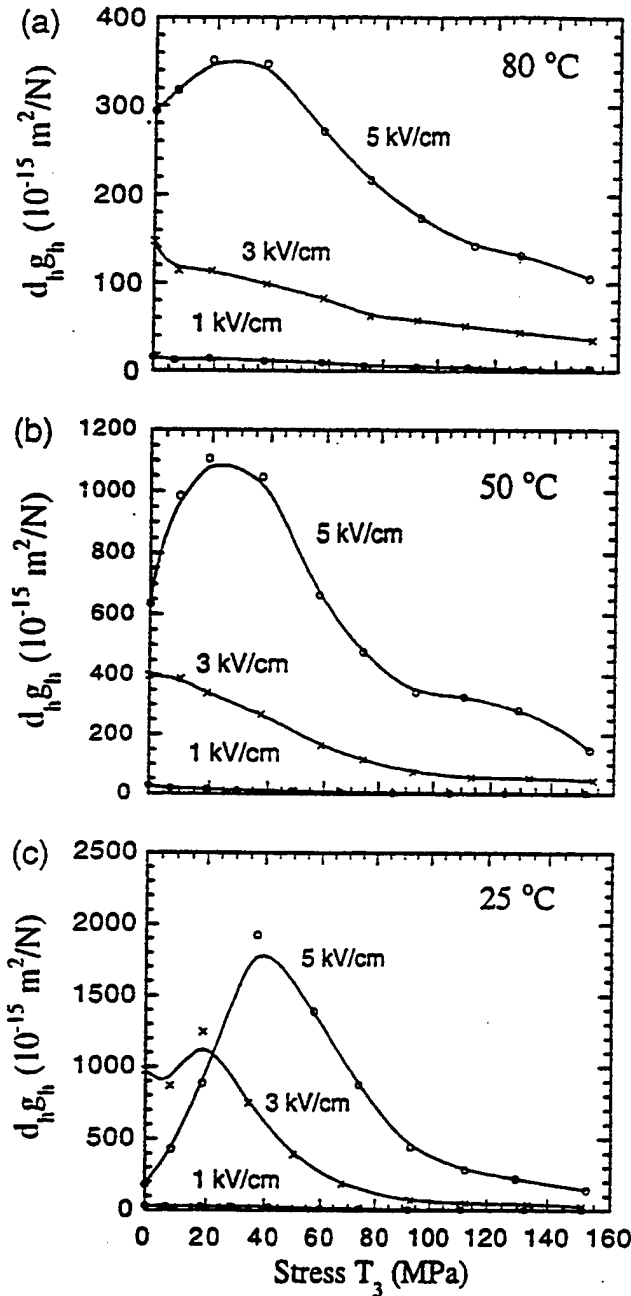 (a)
80 °C
400
300
200
100
0
d_h g_h (10^-15 m^2/N)
5 kV/cm
3 kV/cm
1 kV/cm
(b)
50 °C
1200
1000
800
600
400
200
0
d_h g_h (10^-15 m^2/N)
5 kV/cm
3 kV/cm
1 kV/cm
(c)
25 °C
2500
2000
1500
1000
500
0
d_h g_h (10^-15 m^2/N)
5 kV/cm
3 kV/cm
1 kV/cm
0 20 40 60 80 100 120 140 160
Stress T_3 (MPa)